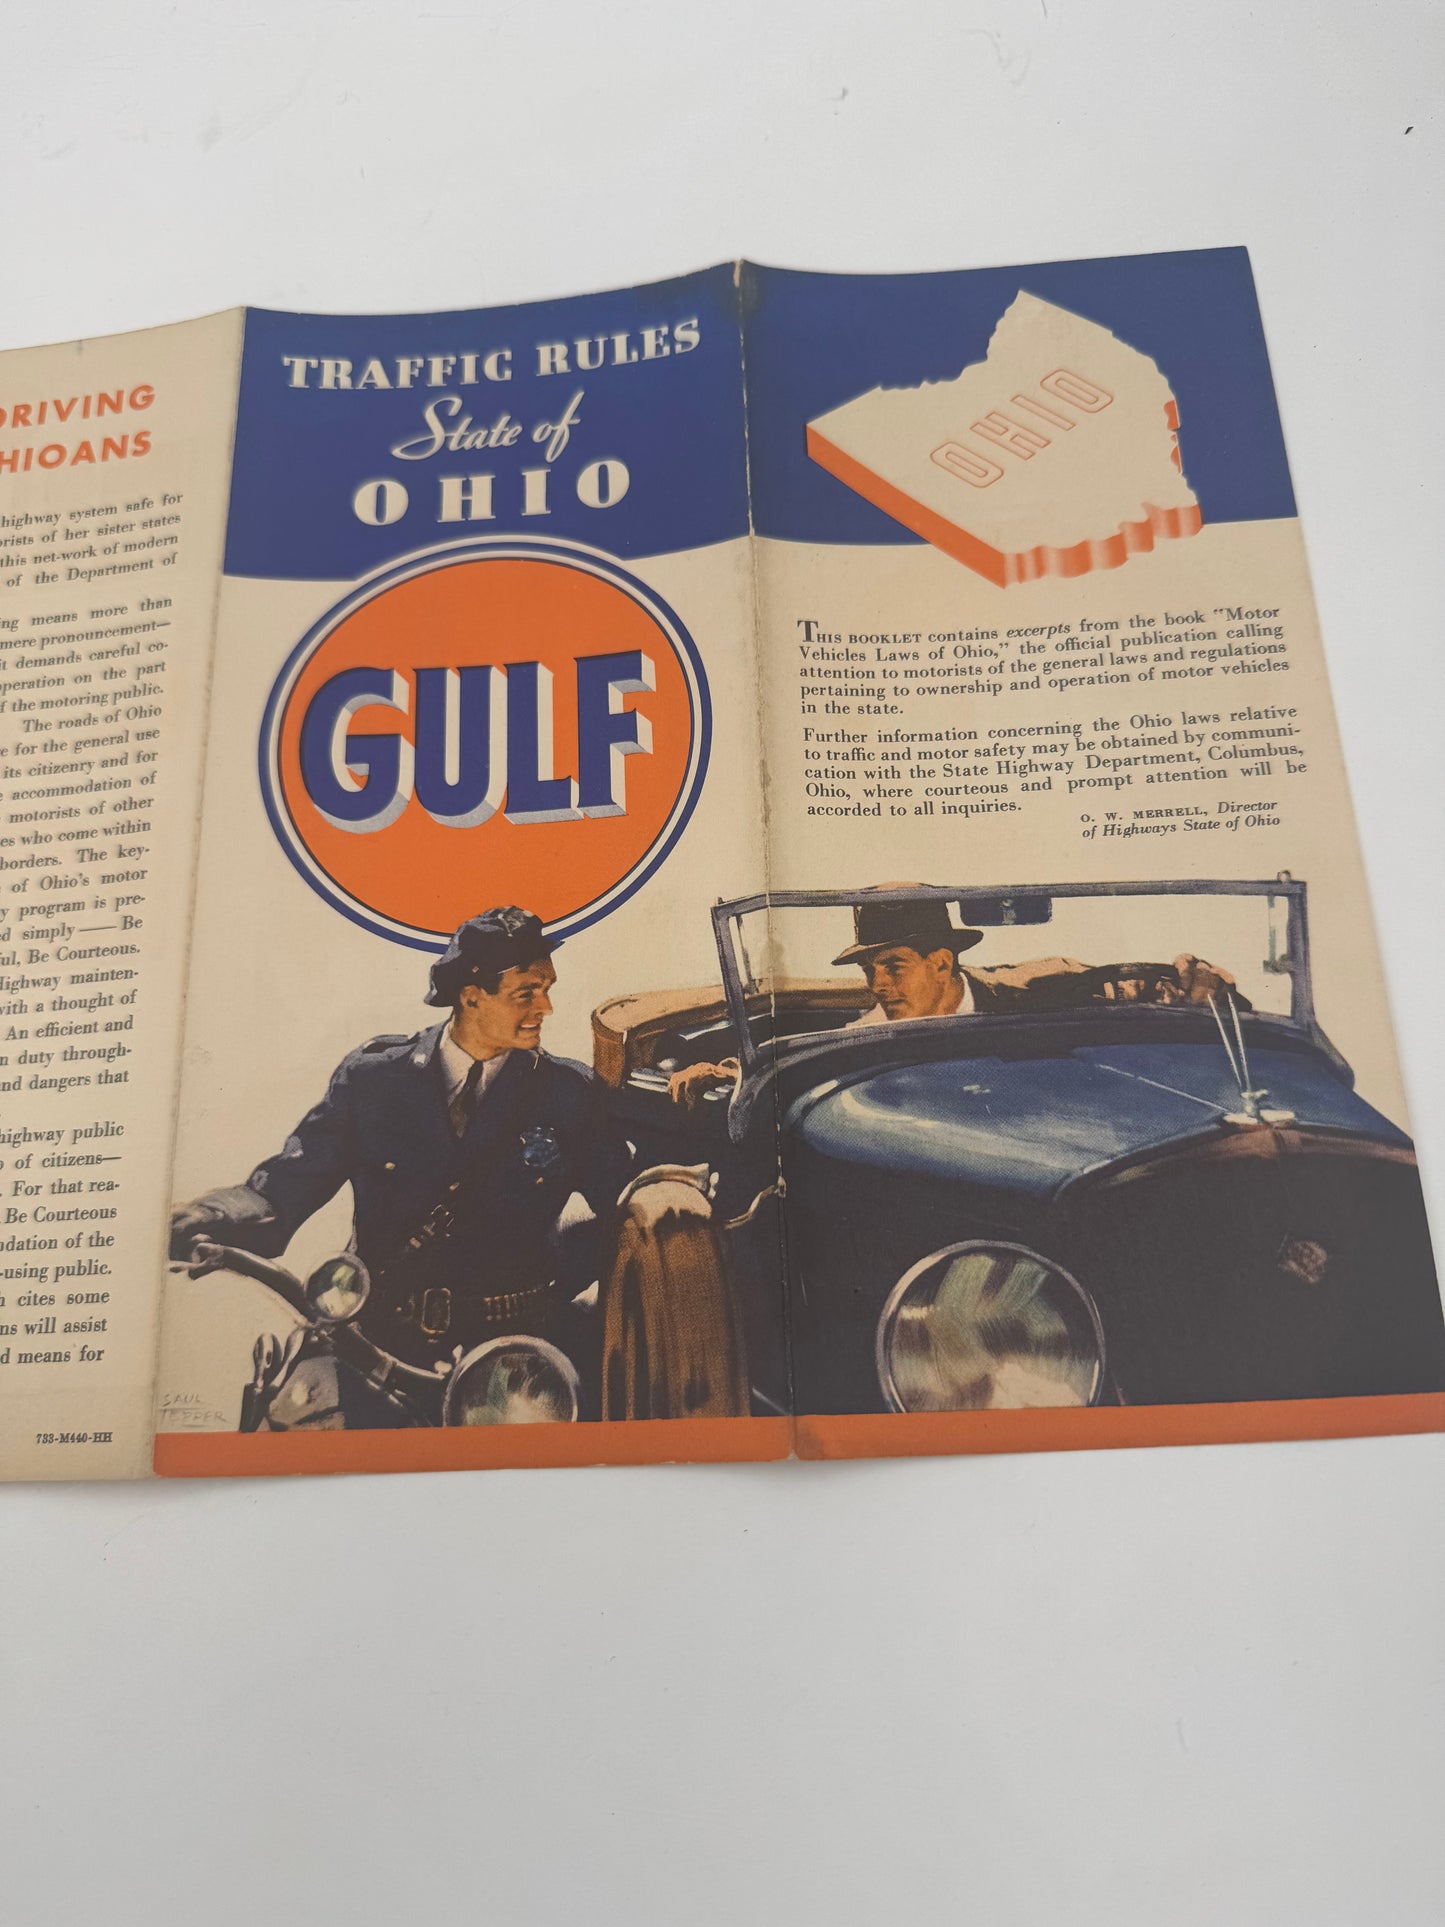 DRIVING
HIOANS
highway system safe for
orists of her sister states
this net-work of modern
of the Department of
ing means more than
mere pronouncement—
it demands careful co-
operation on the part
f the motoring public.
The roads of Ohio
e for the general use
its citizenry and for
e accommodation of
motorists of other
es who come within
borders. The key-
of Ohio's motor
y program is pre-
d simply — Be
ful, Be Courteous.
Highway mainten-
with a thought of
An efficient and
n duty through-
nd dangers that
highway public
p of citizens—
. For that rea-
Be Courteous
ndation of the
-using public.
h cites some
ns will assist
d means for
733-M440-HH
TRAFFIC RULES
State of
OHIO
GULF
SAUL
TEPPER
OHIO
THIS BOOKLET contains excerpts from the book "Motor
Vehicles Laws of Ohio," the official publication calling
attention to motorists of the general laws and regulations
pertaining to ownership and operation of motor vehicles
in the state.
Further information concerning the Ohio laws relative
to traffic and motor safety may be obtained by communi-
cation with the State Highway Department, Columbus,
Ohio, where courteous and prompt attention will be
accorded to all inquiries.
O. W. MERRELL, Director
of Highways State of Ohio